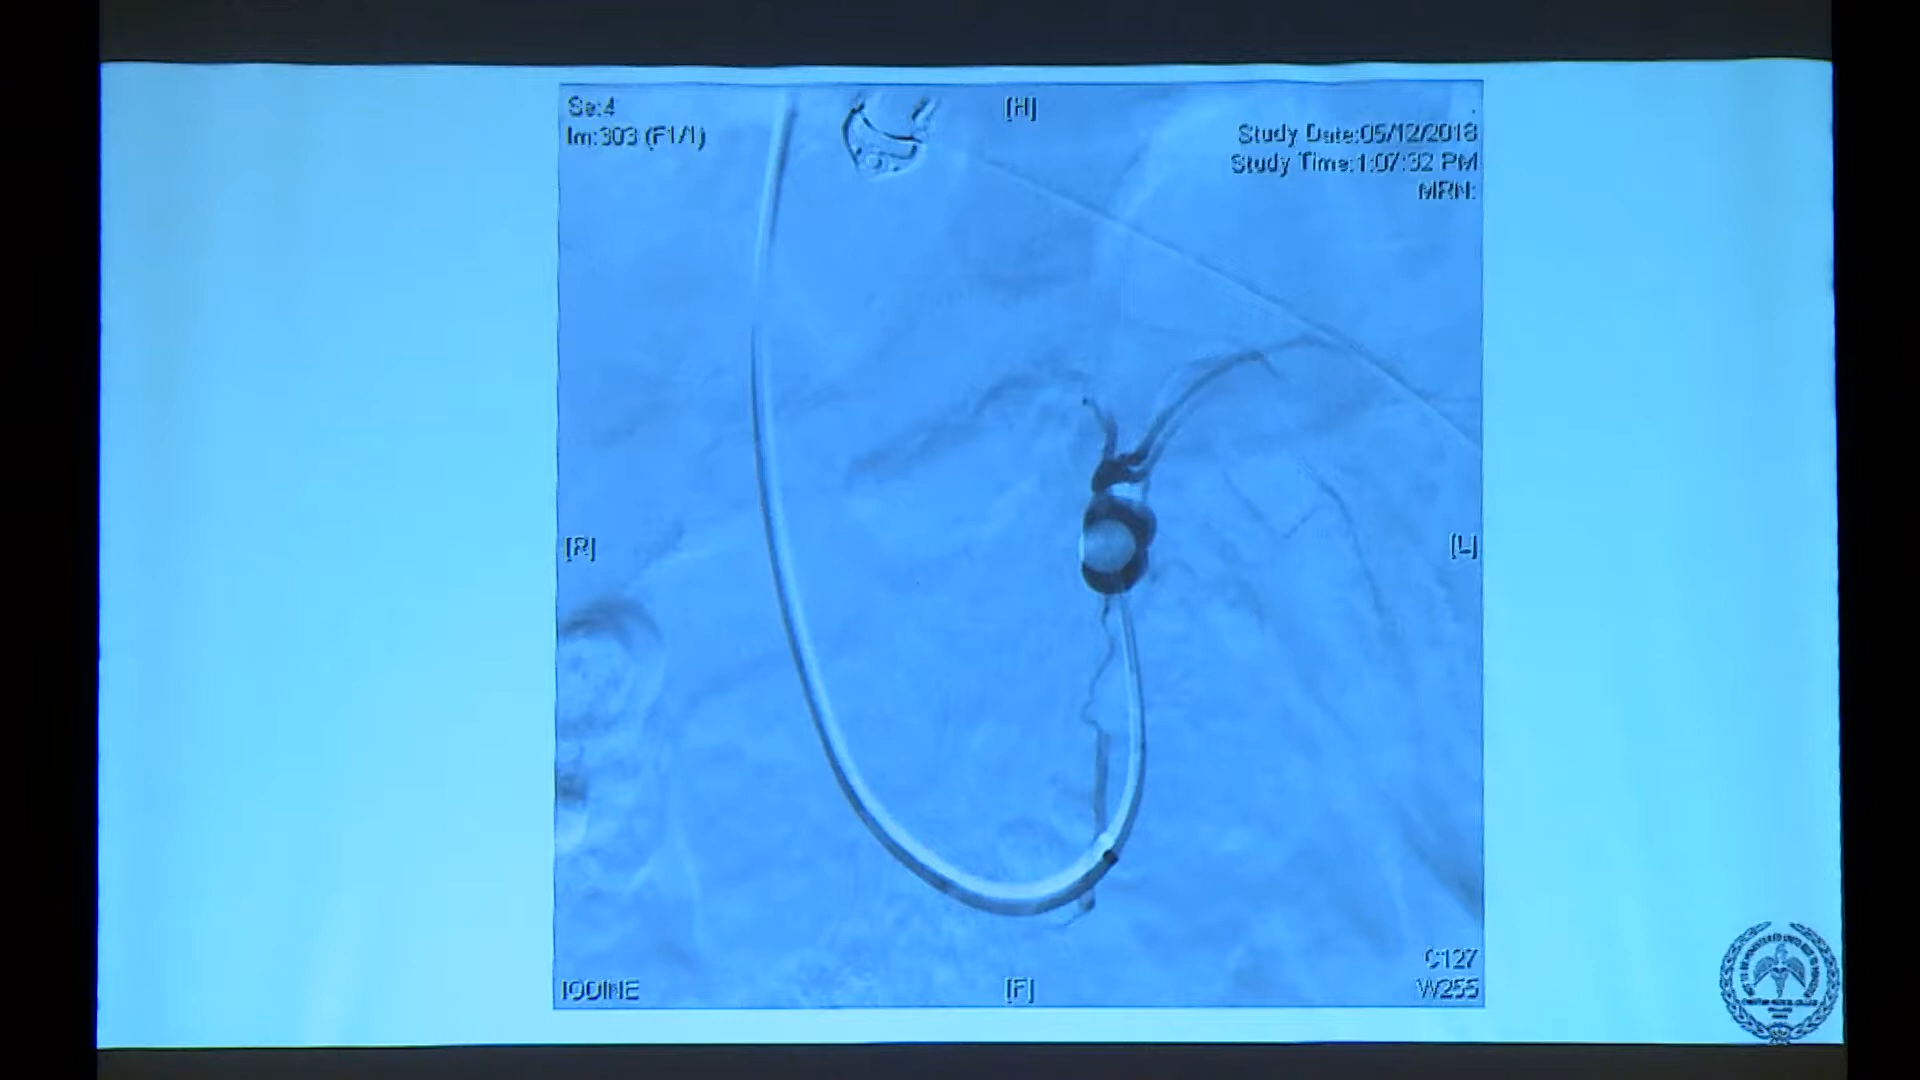 Se:4
Im:303 (F1/1)
[H]
Study Date:05/12/2018
Study Time:1:07:32 PM
MRN:
[R]
[L]
C127
W255
IODINE
[F]